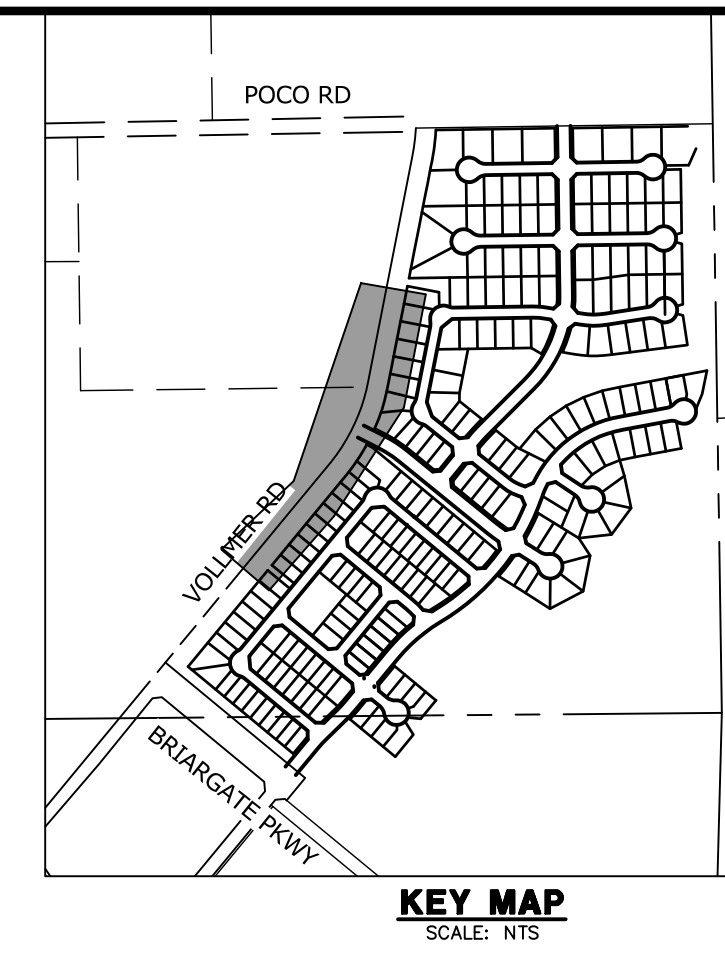 POCO RD
VOLLMER RD
BRIARGATE PKWY
KEY MAP
SCALE: NTS